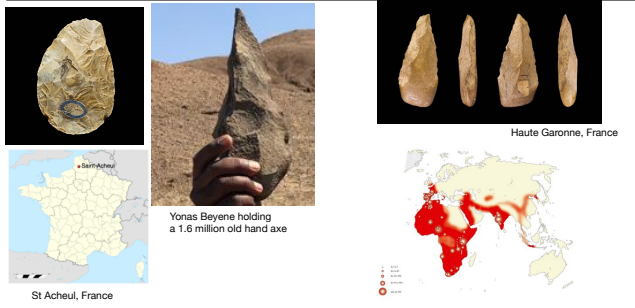 Haute Garonne, France
Saint-Acheul
Yonas Beyene holding
a 1.6 million old hand axe
St Acheul, France